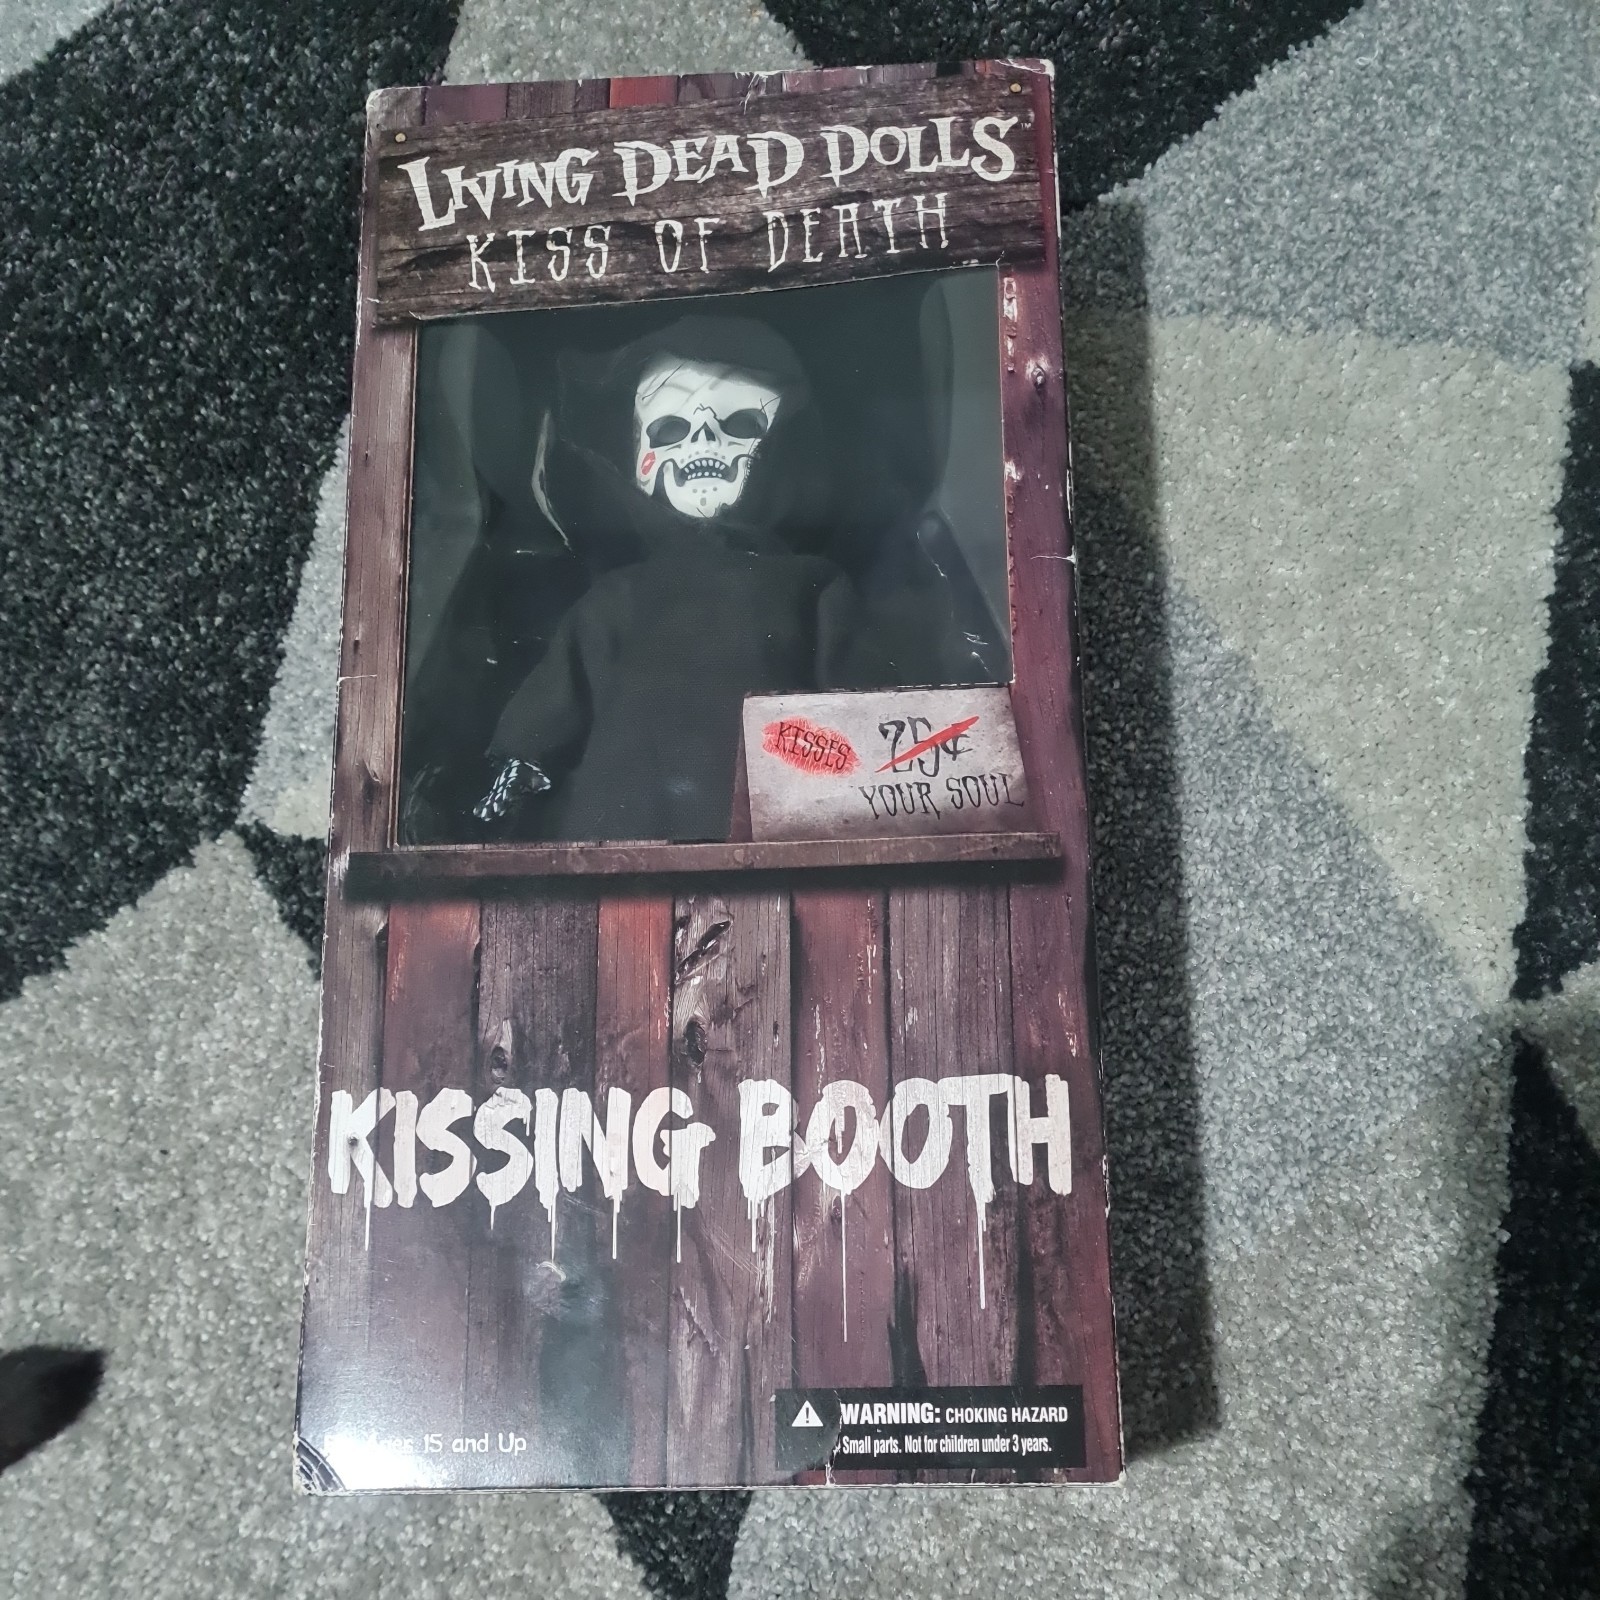 LIVING DEAD DOLLS™
KISS OF DEATH
KISSES
25¢
YOUR SOUL
KISSING BOOTH
WARNING: CHOKING HAZARD
Small parts. Not for children under 3 years.
15 and Up